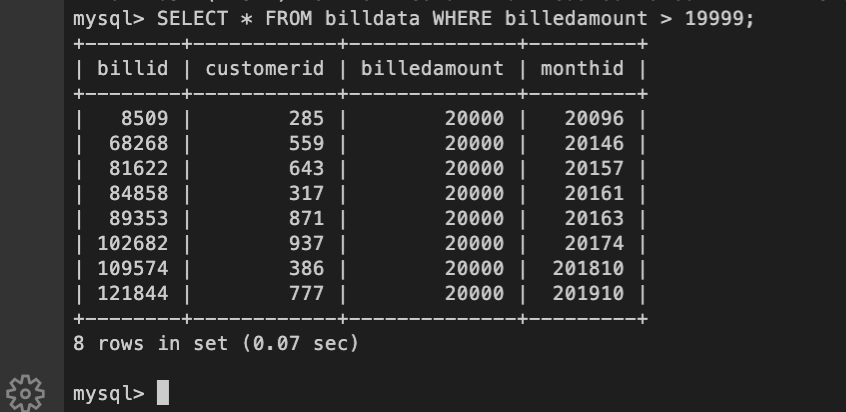 mysql> SELECT * FROM billdata WHERE billedamount > 19999;
+--------+------------+--------------+---------+
| billid | customerid | billedamount | monthid |
+--------+------------+--------------+---------+
|   8509 |        285 |        20000 |   20096 |
|  68268 |        559 |        20000 |   20146 |
|  81622 |        643 |        20000 |   20157 |
|  84858 |        317 |        20000 |   20161 |
|  89353 |        871 |        20000 |   20163 |
| 102682 |        937 |        20000 |   20174 |
| 109574 |        386 |        20000 |  201810 |
| 121844 |        777 |        20000 |  201910 |
+--------+------------+--------------+---------+
8 rows in set (0.07 sec)
mysql>